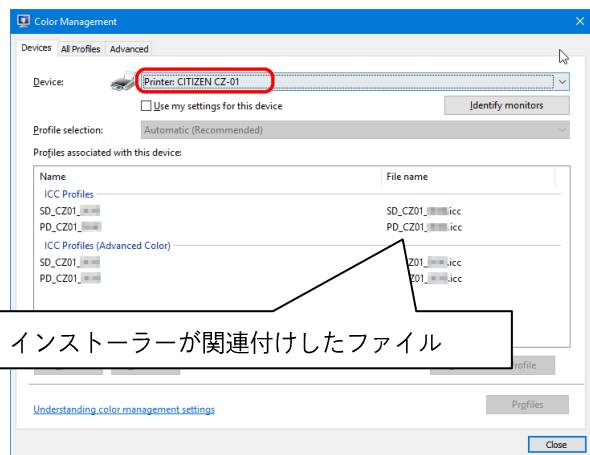 Color Management
Devices All Profiles Advanced
Device: Printer: CITIZEN CZ-01
Use my settings for this device Identify monitors
Profile selection: Automatic (Recommended)
Profiles associated with this device:
Name File name
ICC Profiles
SD_CZ01_ SD_CZ01_ .icc
PD_CZ01_ PD_CZ01_ .icc
ICC Profiles (Advanced Color)
SD_CZ01_ Z01_ .icc
PD_CZ01_ Z01_ .icc
インストーラーが関連付けしたファイル
Understanding color management settings Profiles
Close